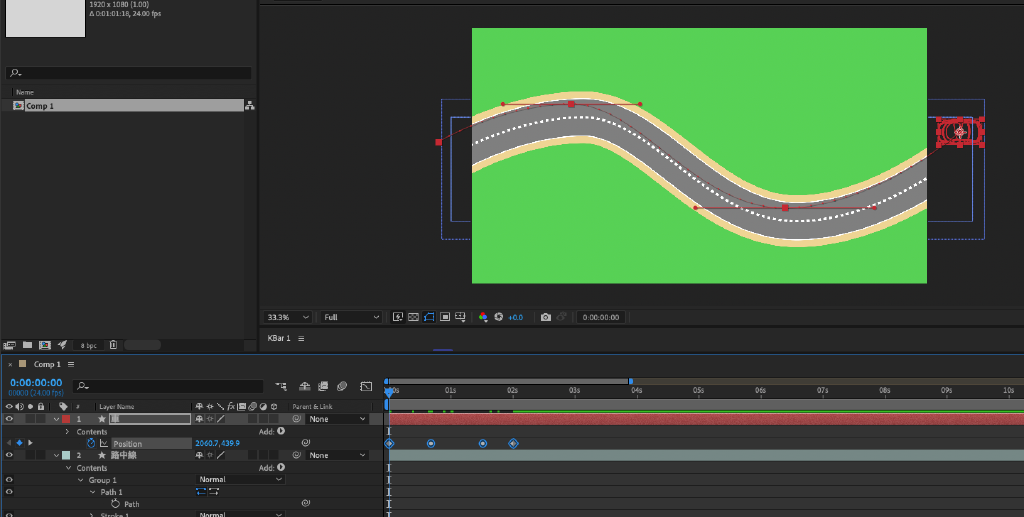 1920 x 1080 (1.00)
Δ 0:01:01:18, 24.00 fps
Name
Comp 1
8 bpc
33.3%
Full
+0.0
0:00:00:00
KBar 1
Comp 1
0:00:00:00
00000 (24.00 fps)
00s 01s 02s 03s 04s 05s 06s 07s 08s 09s 10s
# Layer Name
fx
Parent & Link
1 車
None
Contents
Add:
Position
2060.7,439.9
2 路中線
None
Contents
Add:
Group 1
Normal
Path 1
Path
Stroke 1
Normal